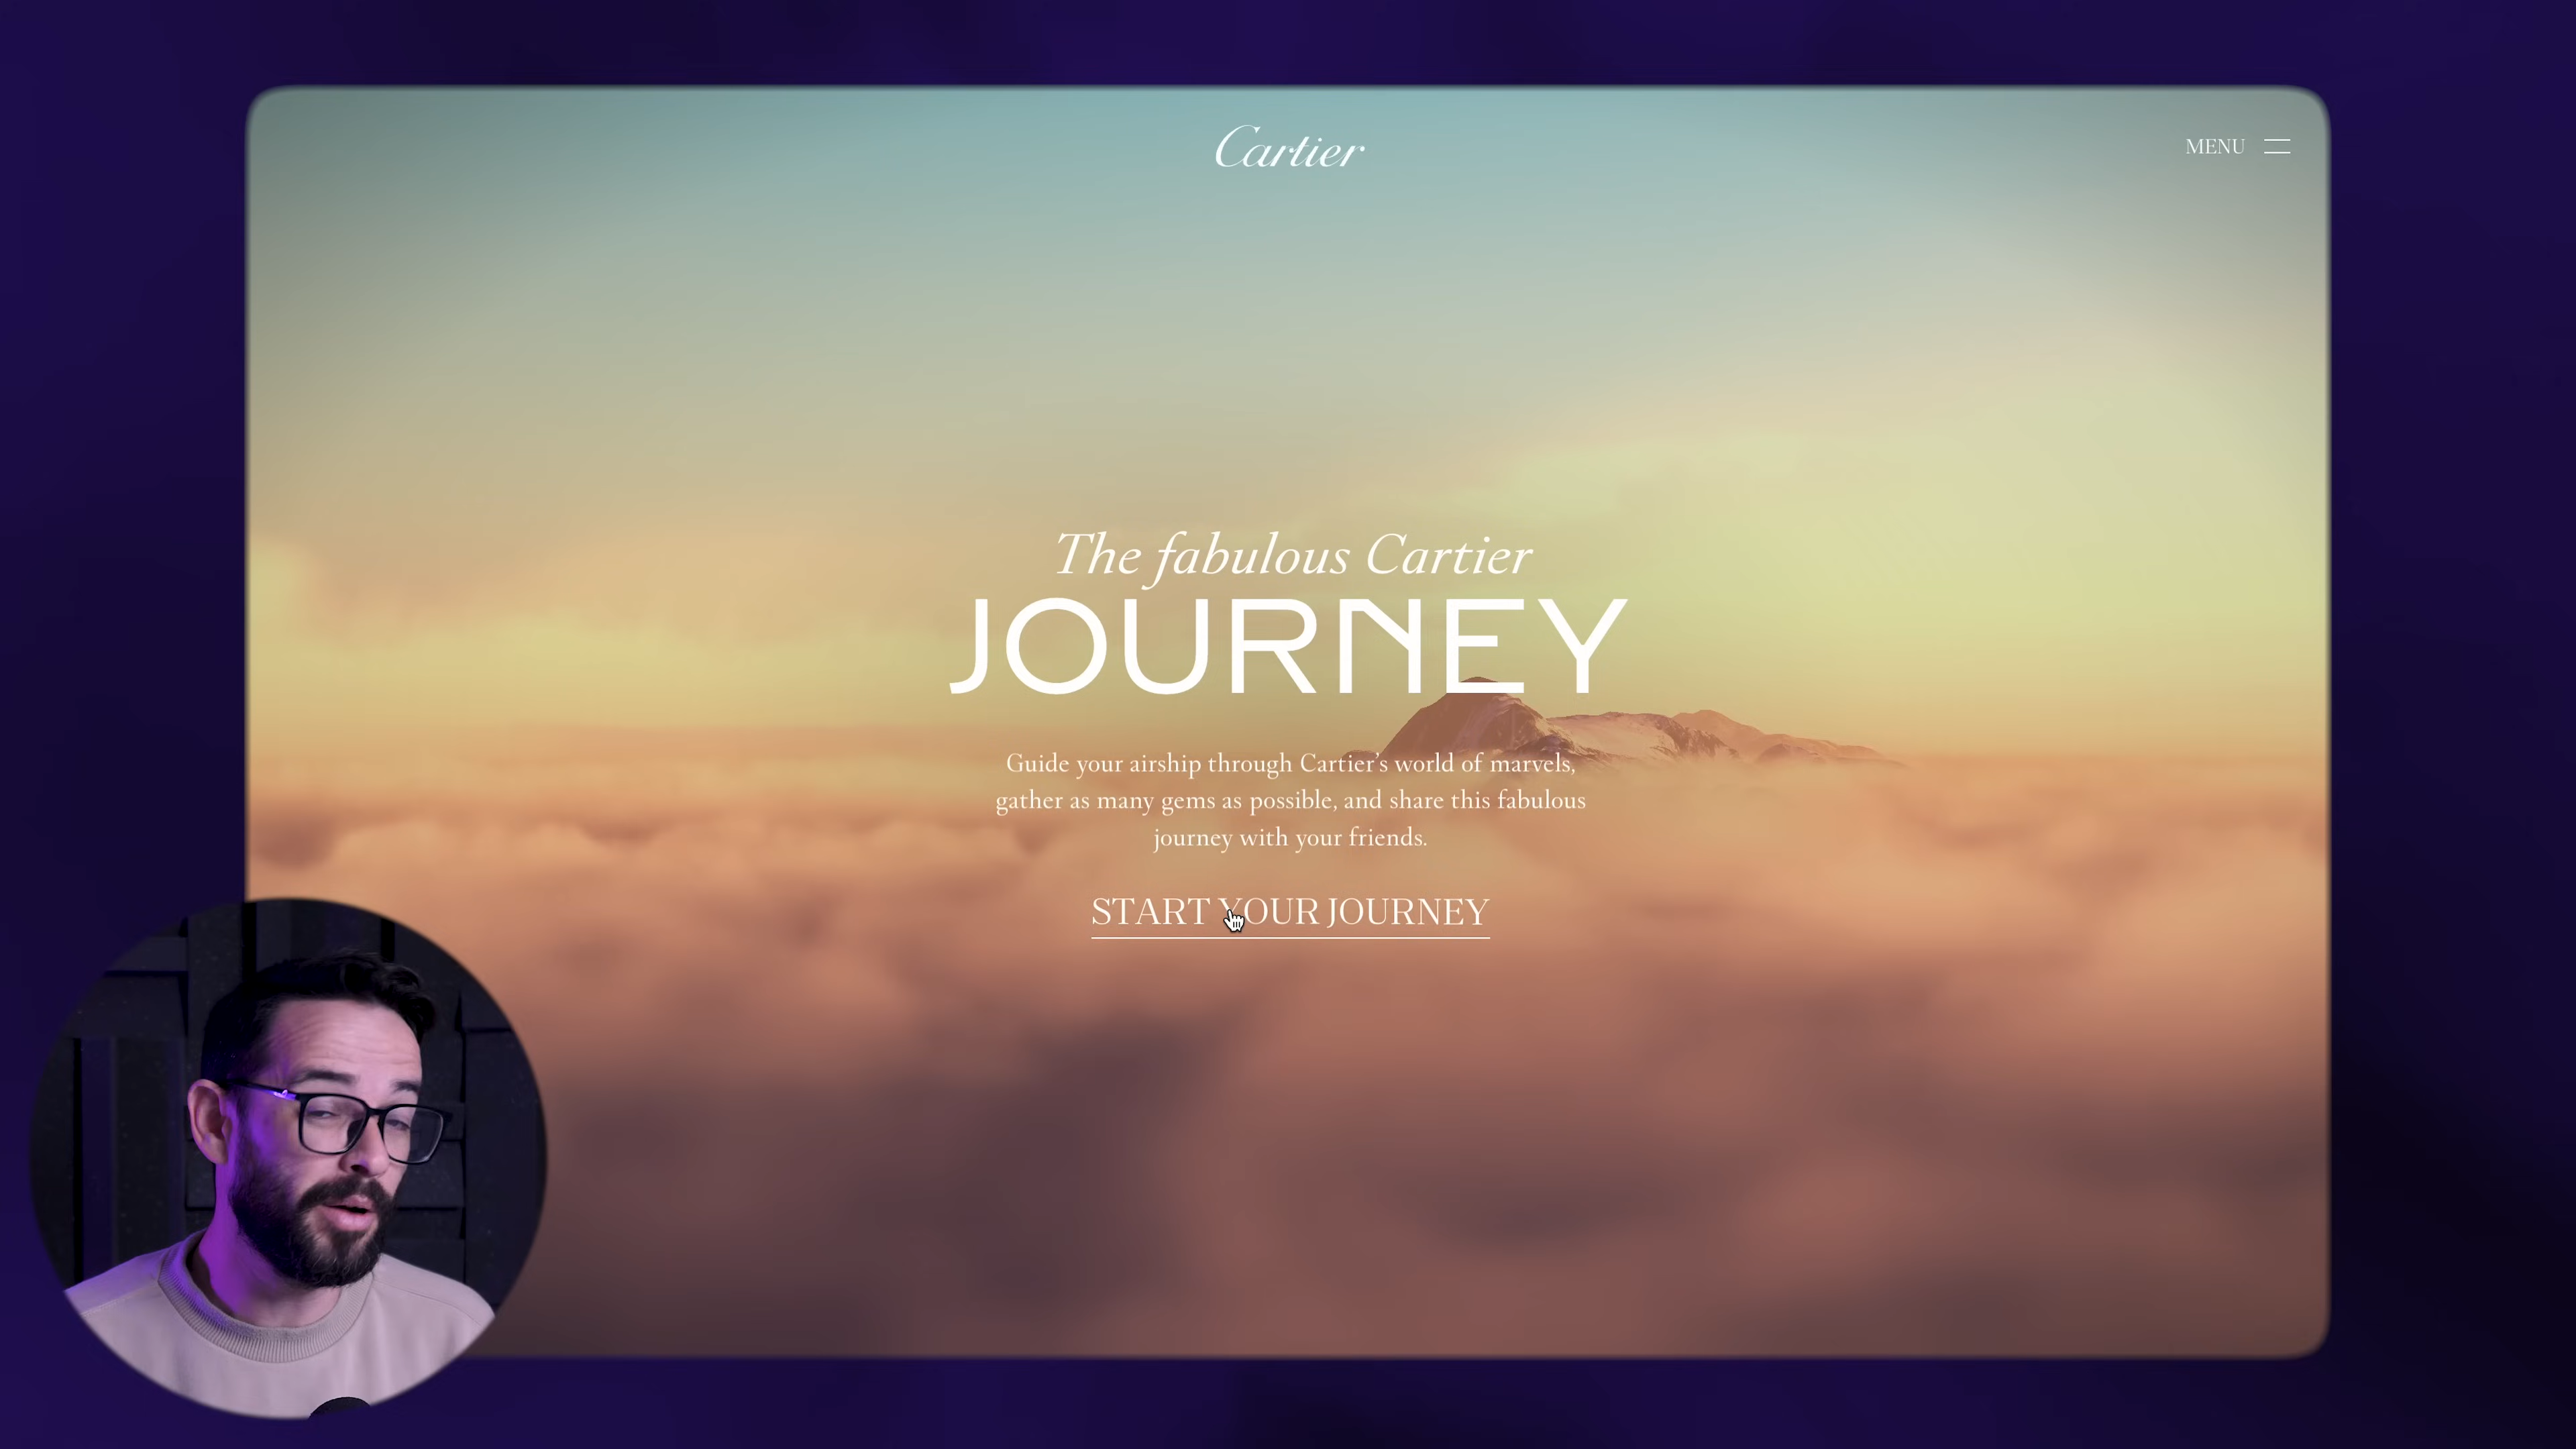 Cartier
MENU
The fabulous Cartier
JOURNEY
Guide your airship through Cartier’s world of marvels,
gather as many gems as possible, and share this fabulous
journey with your friends.
START YOUR JOURNEY